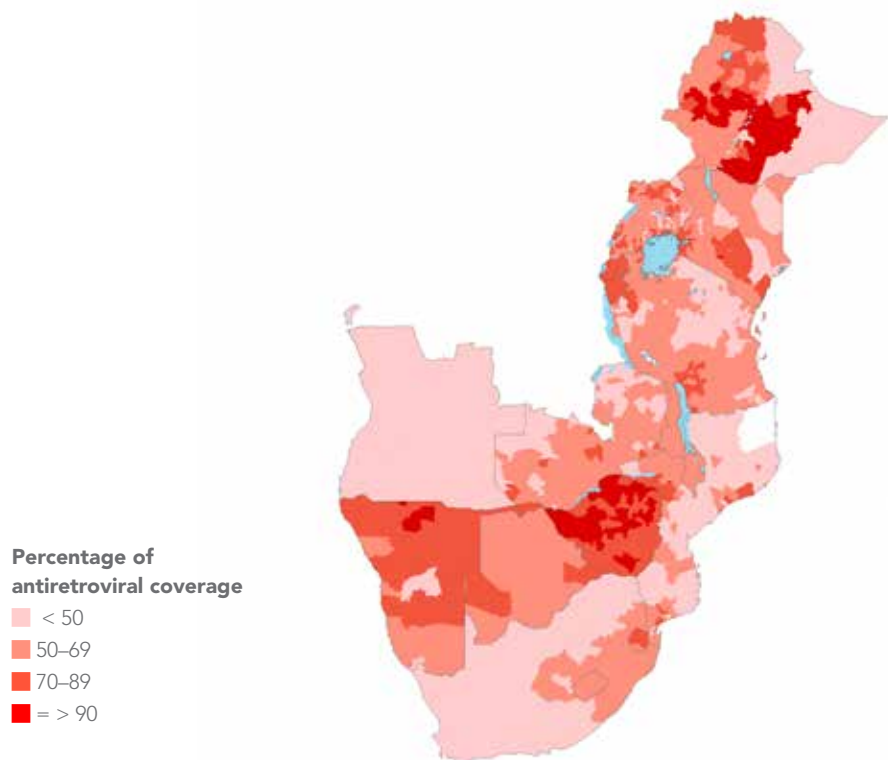 Percentage of
antiretroviral coverage
< 50
50–69
70–89
= > 90